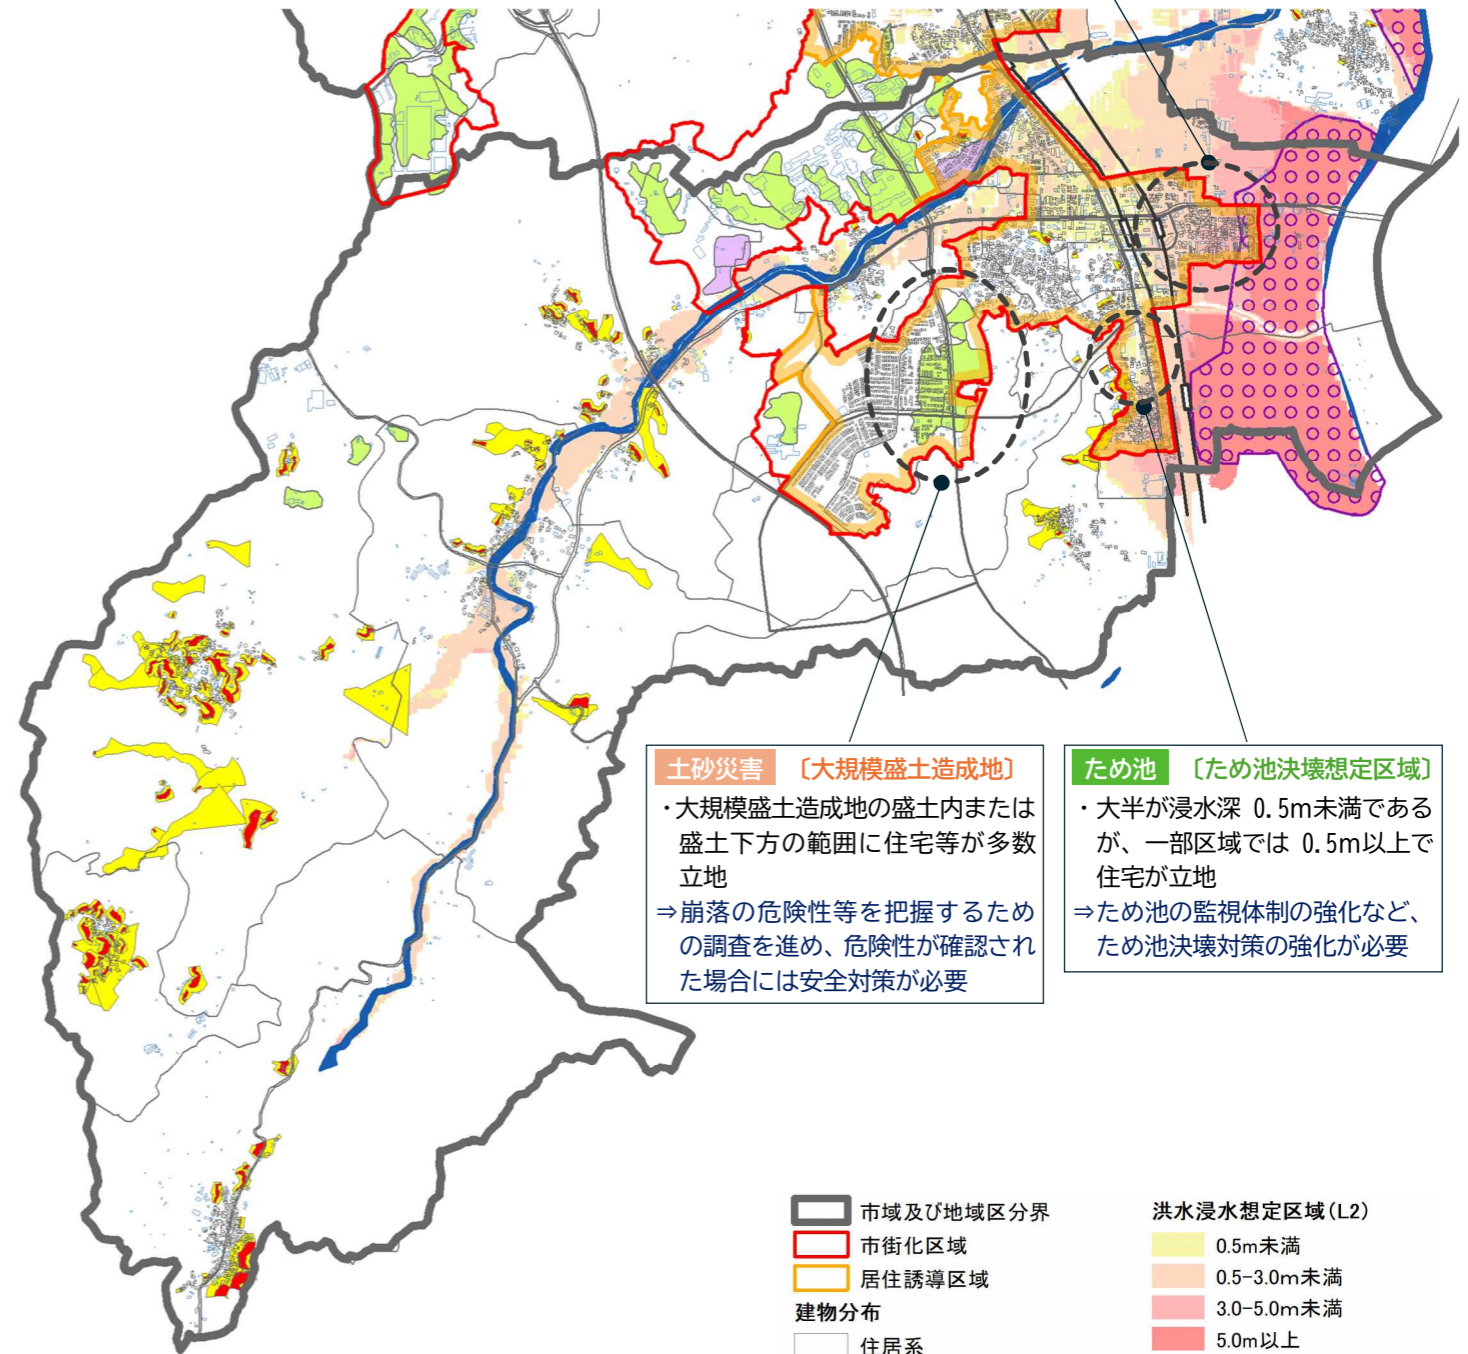 土砂災害 〔大規模盛土造成地〕
・大規模盛土造成地の盛土内または
盛土下方の範囲に住宅等が多数
立地
⇒崩落の危険性等を把握するため
の調査を進め、危険性が確認され
た場合には安全対策が必要
ため池 〔ため池決壊想定区域〕
・大半が浸水深 0.5m未満である
が、一部区域では 0.5m以上で
住宅が立地
⇒ため池の監視体制の強化など、
ため池決壊対策の強化が必要
市域及び地域区分界
市街化区域
居住誘導区域
建物分布
住居系
洪水浸水想定区域(L2)
0.5m未満
0.5-3.0m未満
3.0-5.0m未満
5.0m以上